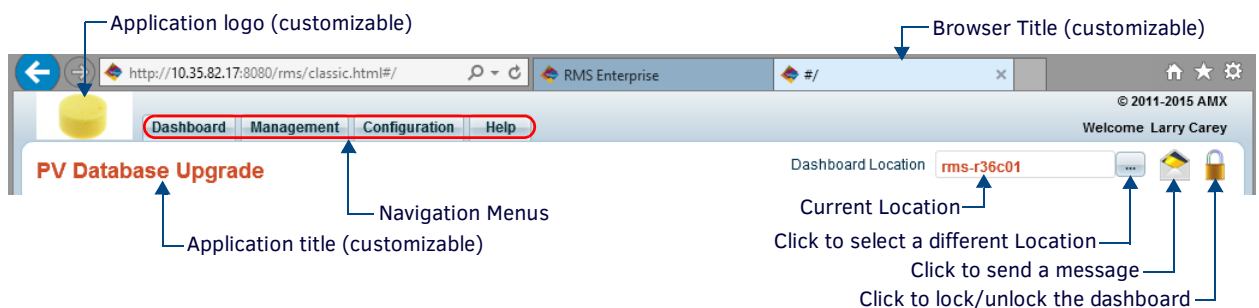 Application logo (customizable)
Browser Title (customizable)
http://10.35.82.17:8080/rms/classic.html#/
RMS Enterprise
#/
© 2011-2015 AMX
Dashboard Management Configuration Help
Welcome Larry Carey
PV Database Upgrade
Dashboard Location rms-r36c01 ...
Navigation Menus
Current Location
Application title (customizable)
Click to select a different Location
Click to send a message
Click to lock/unlock the dashboard